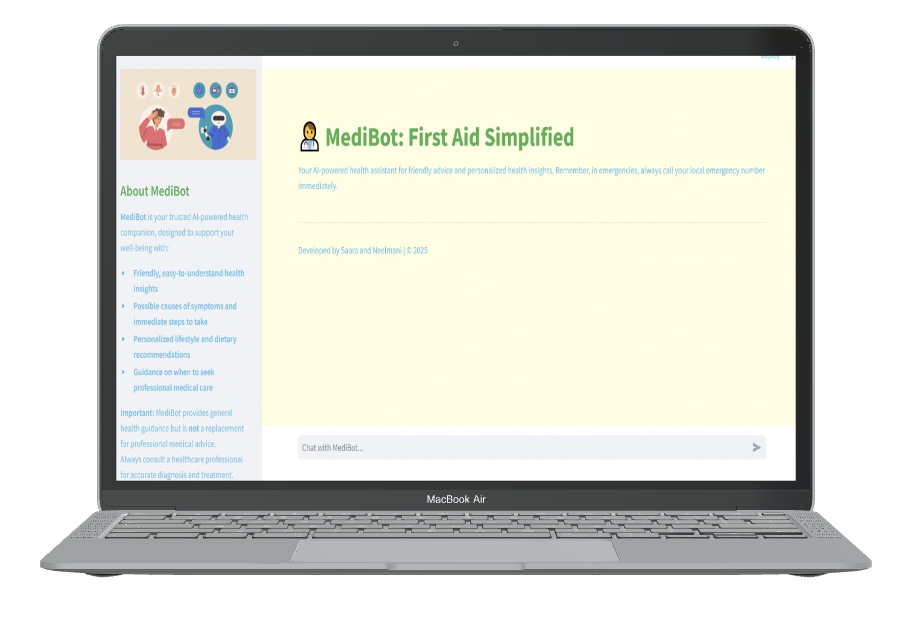 About MediBot
MediBot is your trusted AI-powered health
companion, designed to support your
well-being with:
Friendly, easy-to-understand health
insights
Possible causes of symptoms and
immediate steps to take
Personalized lifestyle and dietary
recommendations
Guidance on when to seek
professional medical care
Important: MediBot provides general
health guidance but is not a replacement
for professional medical advice.
Always consult a healthcare professional
for accurate diagnosis and treatment.
MediBot: First Aid Simplified
Your AI-powered health assistant for friendly advice and personalized health insights. Remember, in emergencies, always call your local emergency number
immediately.
Developed by Saara and Neelmani | © 2025
Chat with MediBot...
MacBook Air